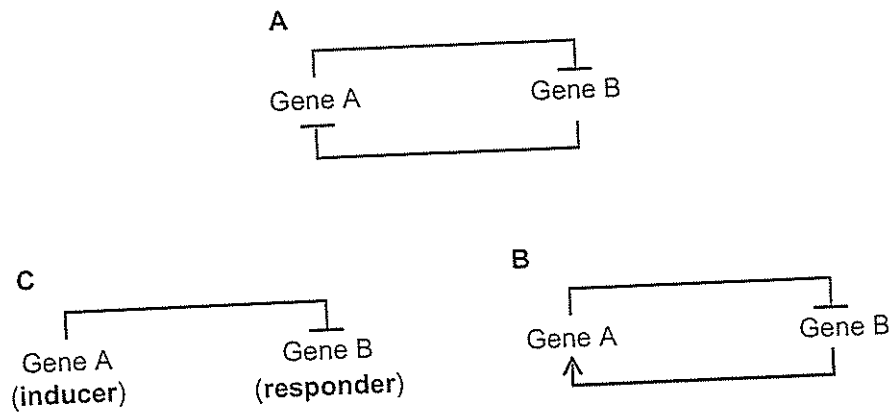 A
Gene A Gene B
C
Gene A Gene B
(inducer) (responder)
B
Gene A Gene B